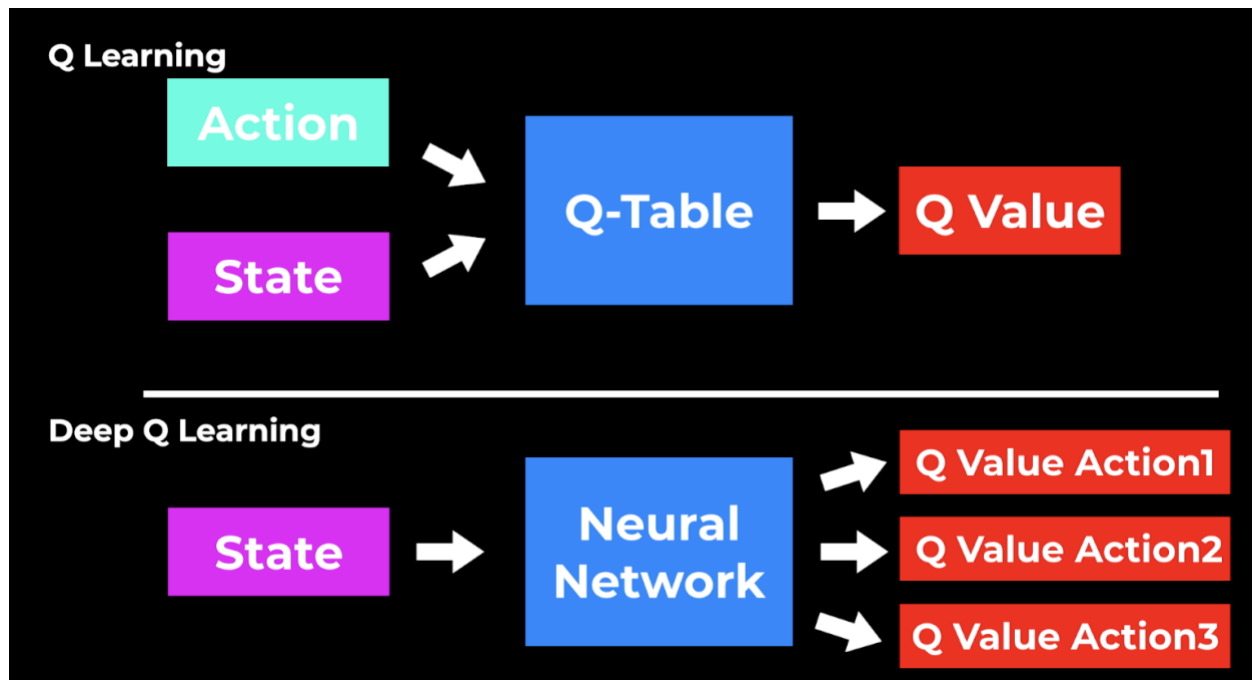 Q Learning
Action
State
Q-Table
Q Value
Deep Q Learning
State
Neural
Network
Q Value Action1
Q Value Action2
Q Value Action3